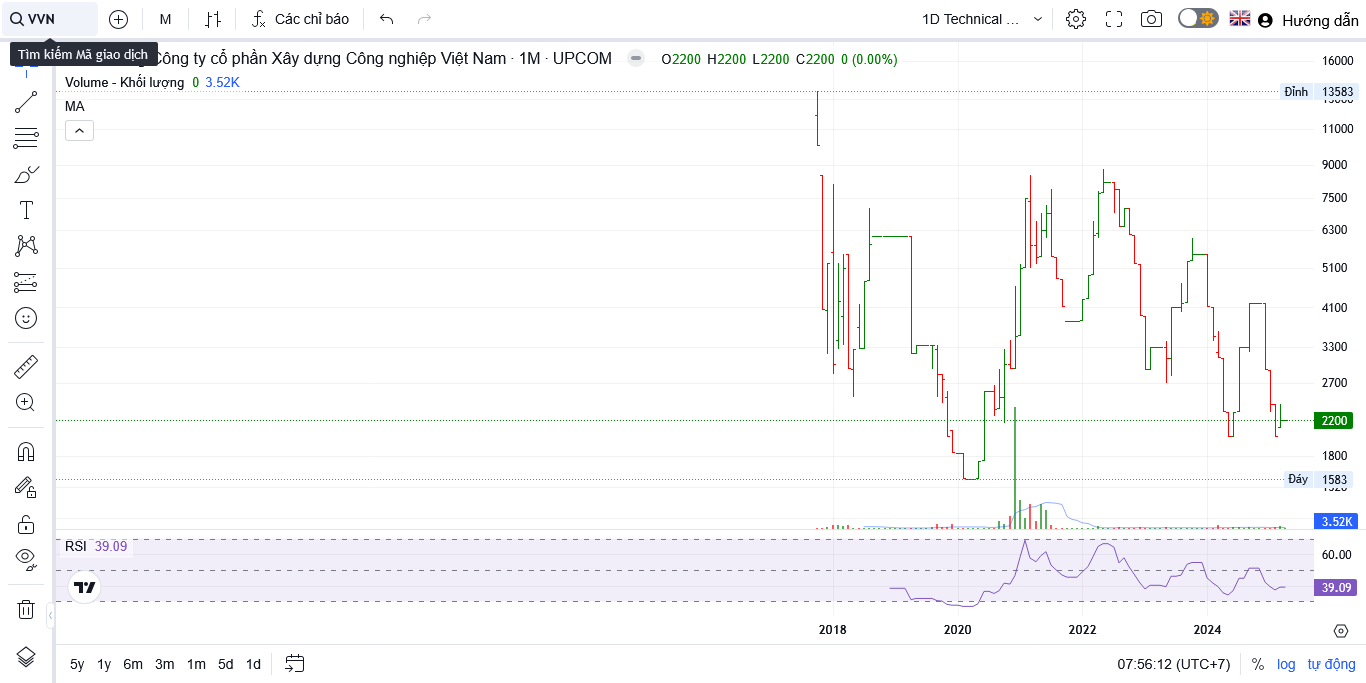 VVN M Các chỉ báo 1D Technical ... Hướng dẫn
Tìm kiếm Mã giao dịch
Công ty cổ phần Xây dựng Công nghiệp Việt Nam · 1M · UPCOM O2200 H2200 L2200 C2200 0 (0.00%)
Volume - Khối lượng 0 3.52K
MA
16000
Đỉnh 13583
13000
11000
9000
7500
6300
5100
4100
3300
2700
2200
1800
Đáy 1583
1320
3.52K
RSI 39.09
60.00
39.09
2018 2020 2022 2024
5y 1y 6m 3m 1m 5d 1d 07:56:12 (UTC+7) % log tự động